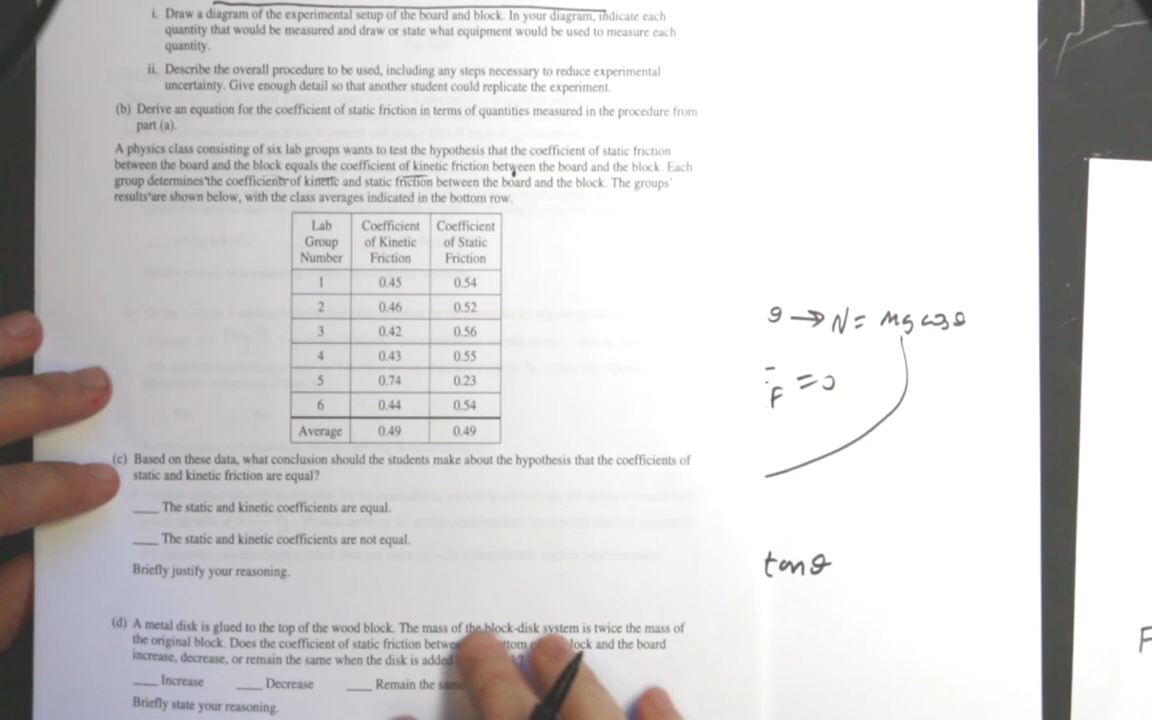 i. Draw a diagram of the experimental setup of the board and block. In your diagram, indicate each
quantity that would be measured and draw or state what equipment would be used to measure each
quantity.
ii. Describe the overall procedure to be used, including any steps necessary to reduce experimental
uncertainty. Give enough detail so that another student could replicate the experiment.
(b) Derive an equation for the coefficient of static friction in terms of quantities measured in the procedure from
part (a).
A physics class consisting of six lab groups wants to test the hypothesis that the coefficient of static friction
between the board and the block equals the coefficient of kinetic friction between the board and the block. Each
group determines the coefficients of kinetic and static friction between the board and the block. The groups'
results are shown below, with the class averages indicated in the bottom row.
Lab Group Number Coefficient of Kinetic Friction Coefficient of Static Friction
1 0.45 0.54
2 0.46 0.52
3 0.42 0.56
4 0.43 0.55
5 0.74 0.23
6 0.44 0.54
Average 0.49 0.49
N = mg cosθ
F = 0
(c) Based on these data, what conclusion should the students make about the hypothesis that the coefficients of
static and kinetic friction are equal?
____ The static and kinetic coefficients are equal.
____ The static and kinetic coefficients are not equal.
Briefly justify your reasoning.
tanθ
(d) A metal disk is glued to the top of the wood block. The mass of the block-disk system is twice the mass of
the original block. Does the coefficient of static friction and the board
increase, decrease, or remain the same when the disk is added
____ Increase ____ Decrease ____ Remain the
Briefly state your reasoning.
F